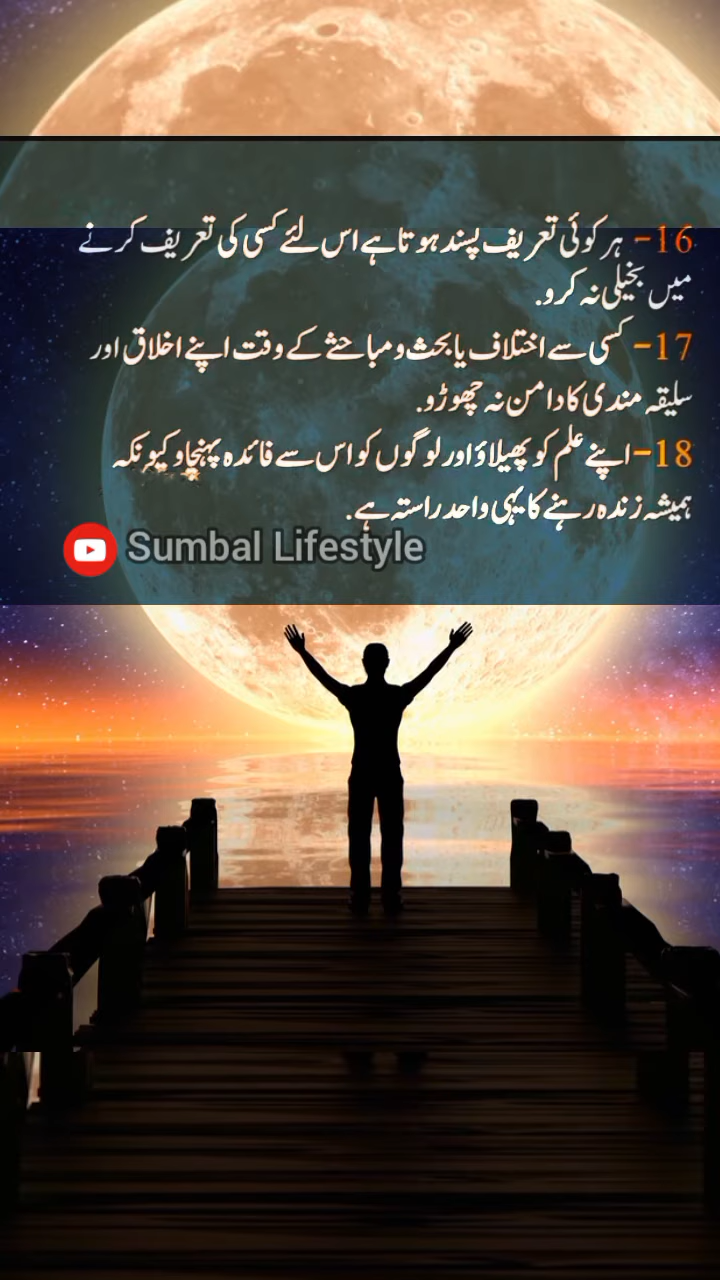 16- ہر کوئی تعریف پسند ہوتا ہے اس لئے کسی کی تعریف کرنے
میں بخیلی نہ کرو.
17- کسی سے اختلاف یا بحث و مباحثے کے وقت اپنے اخلاق اور
سلیقہ مندی کا دامن نہ چھوڑو.
18- اپنے علم کو پھیلاؤ اور لوگوں کو اس سے فائدہ پہنچاو کیونکہ
ہمیشہ زندہ رہنے کا یہی واحد راستہ ہے.
Sumbal Lifestyle